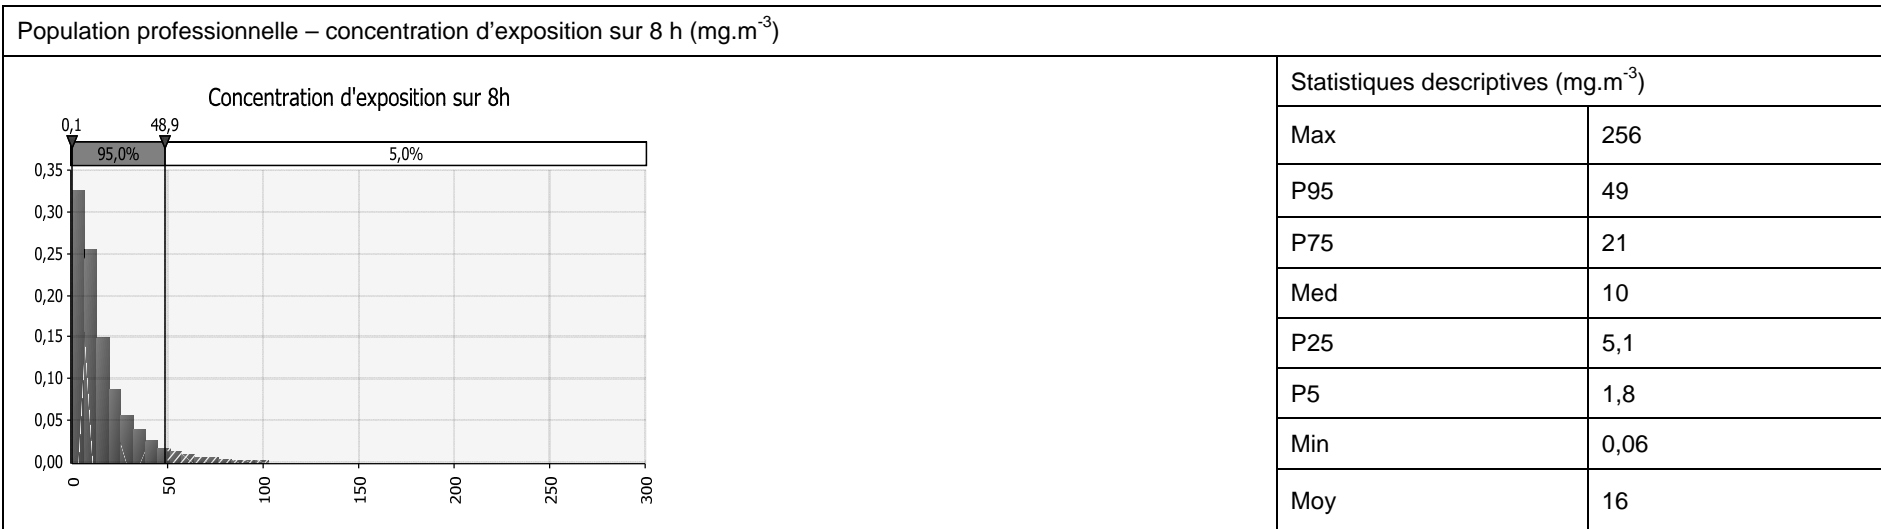 Population professionnelle – concentration d’exposition sur 8 h (mg.m-3)
Concentration d'exposition sur 8h
0,1 48,9
95,0% 5,0%
0,35
0,30
0,25
0,20
0,15
0,10
0,05
0,00
0 50 100 150 200 250 300
Statistiques descriptives (mg.m-3)
Max 256
P95 49
P75 21
Med 10
P25 5,1
P5 1,8
Min 0,06
Moy 16